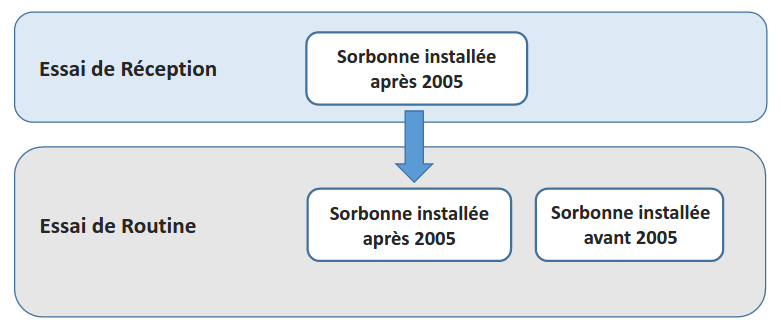 Essai de Réception
Sorbonne installée
après 2005
Essai de Routine
Sorbonne installée
après 2005
Sorbonne installée
avant 2005